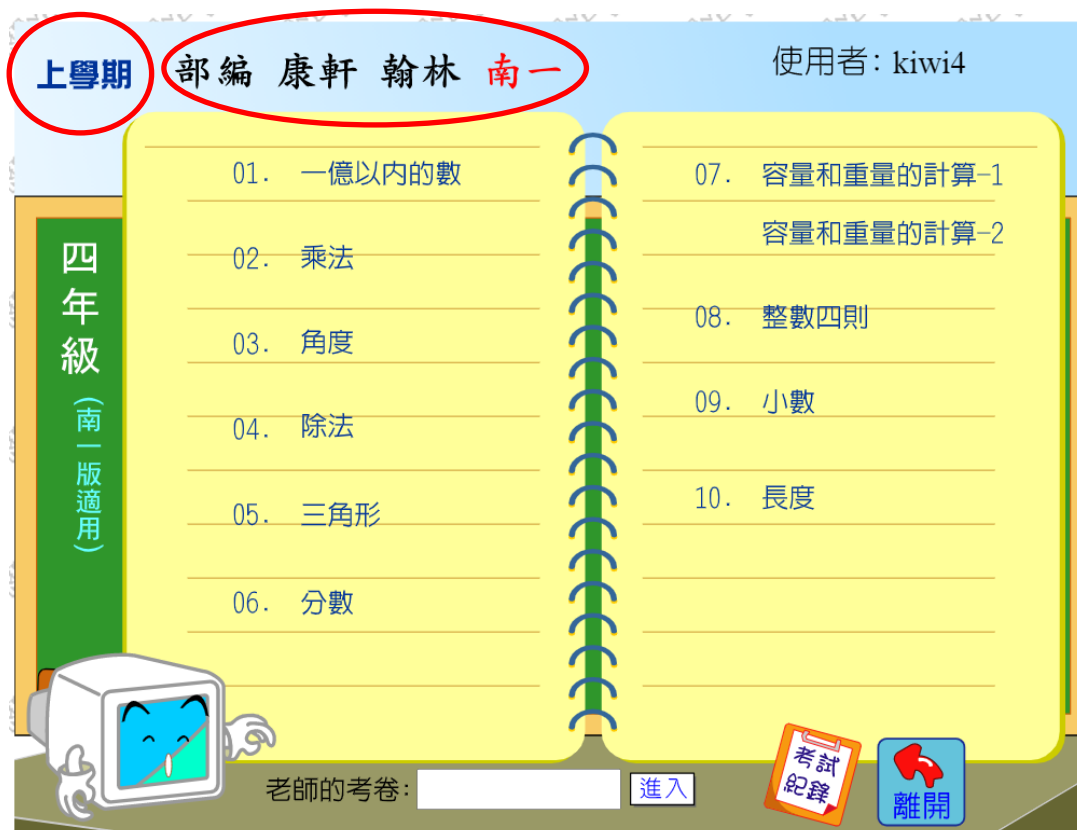 上學期
部編 康軒 翰林 南一
使用者: kiwi4
四年級
(南一版適用)
01. 一億以內的數
02. 乘法
03. 角度
04. 除法
05. 三角形
06. 分數
07. 容量和重量的計算-1
容量和重量的計算-2
08. 整數四則
09. 小數
10. 長度
老師的考卷:
進入
考試
紀錄
離開